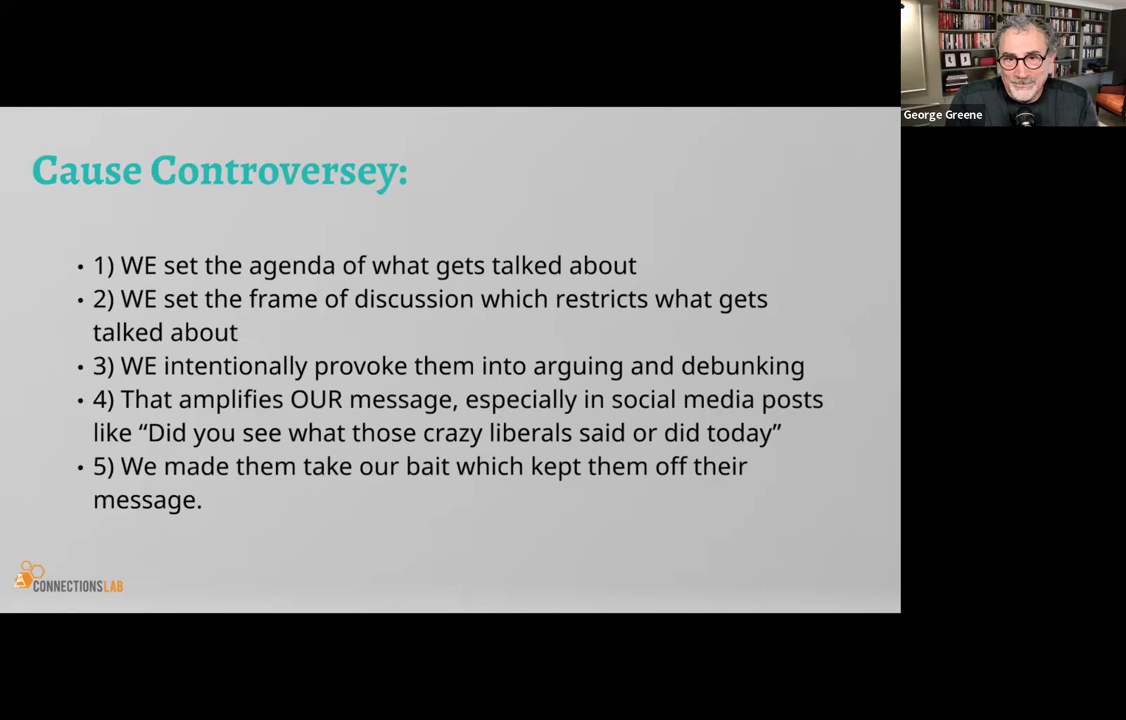 George Greene
Cause Controversey:
• 1) WE set the agenda of what gets talked about
• 2) WE set the frame of discussion which restricts what gets
talked about
• 3) WE intentionally provoke them into arguing and debunking
• 4) That amplifies OUR message, especially in social media posts
like “Did you see what those crazy liberals said or did today”
• 5) We made them take our bait which kept them off their
message.
CONNECTIONSLAB